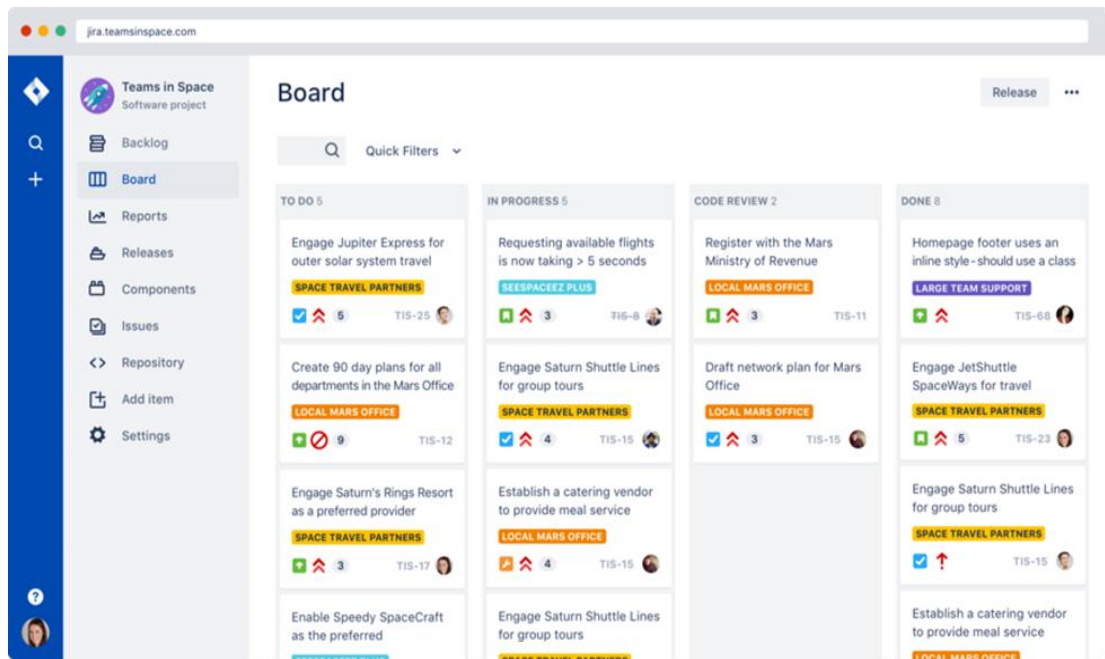 jira.teamsinspace.com
Teams in Space
Software project
Backlog
Board
Reports
Releases
Components
Issues
Repository
Add item
Settings
Board
Release
Quick Filters
TO DO 5
Engage Jupiter Express for
outer solar system travel
SPACE TRAVEL PARTNERS
5
TIS-25
Create 90 day plans for all
departments in the Mars Office
LOCAL MARS OFFICE
9
TIS-12
Engage Saturn's Rings Resort
as a preferred provider
SPACE TRAVEL PARTNERS
3
TIS-17
Enable Speedy SpaceCraft
as the preferred
IN PROGRESS 5
Requesting available flights
is now taking > 5 seconds
SEESPACEEZ PLUS
3
TIS-8
Engage Saturn Shuttle Lines
for group tours
SPACE TRAVEL PARTNERS
4
TIS-15
Establish a catering vendor
to provide meal service
LOCAL MARS OFFICE
4
TIS-15
Engage Saturn Shuttle Lines
for group tours
SPACE TRAVEL PARTNERS
CODE REVIEW 2
Register with the Mars
Ministry of Revenue
LOCAL MARS OFFICE
3
TIS-11
Draft network plan for Mars
Office
LOCAL MARS OFFICE
3
TIS-15
DONE 8
Homepage footer uses an
inline style - should use a class
LARGE TEAM SUPPORT
TIS-68
Engage JetShuttle
SpaceWays for travel
SPACE TRAVEL PARTNERS
5
TIS-23
Engage Saturn Shuttle Lines
for group tours
SPACE TRAVEL PARTNERS
TIS-15
Establish a catering vendor
to provide meal service
LOCAL MARS OFFICE